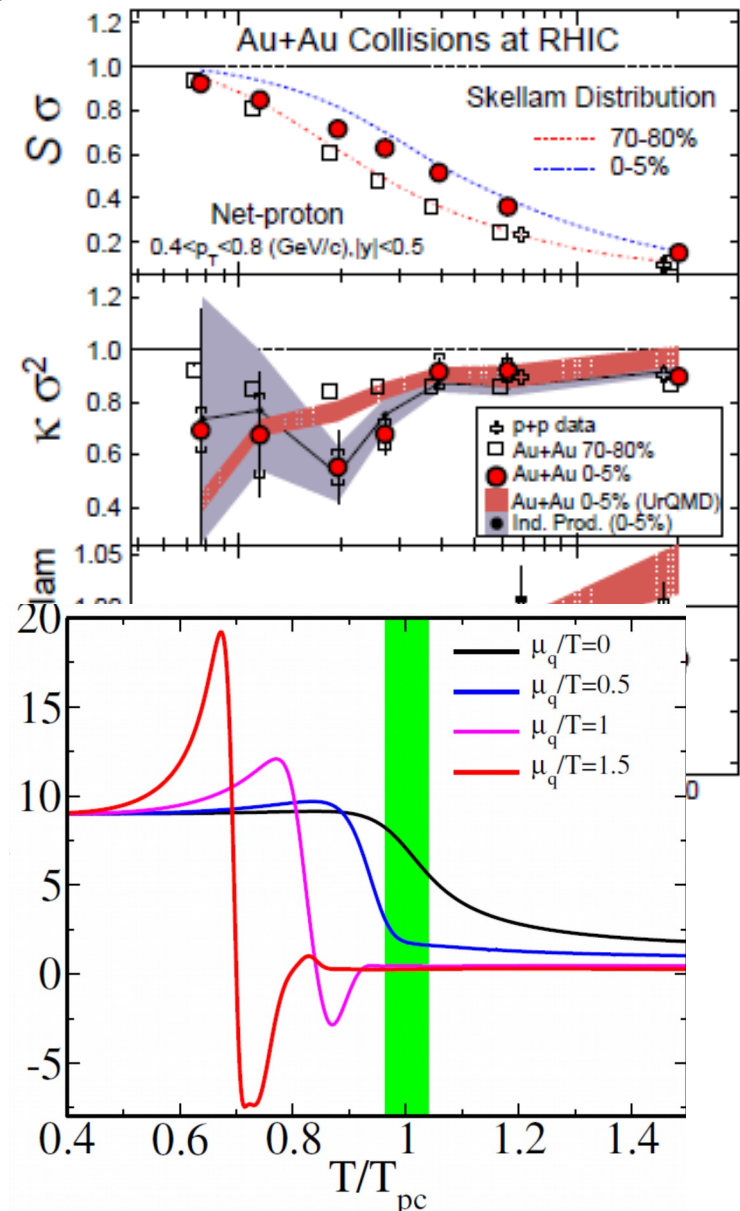 1.2
Au+Au Collisions at RHIC
1.0
Skellam Distribution
0.8
70-80%
0.6
0-5%
S σ
0.4
Net-proton
0.2
0.4<p_T<0.8 (GeV/c),|y|<0.5
1.2
1.0
0.8
κ σ²
0.6
0.4
p+p data
Au+Au 70-80%
Au+Au 0-5%
Au+Au 0-5% (UrQMD)
Ind. Prod. (0-5%)
1.05
lam
20
15
10
5
0
-5
μ_q/T=0
μ_q/T=0.5
μ_q/T=1
μ_q/T=1.5
0
0.4 0.6 0.8 1 1.2 1.4
T/T_pc